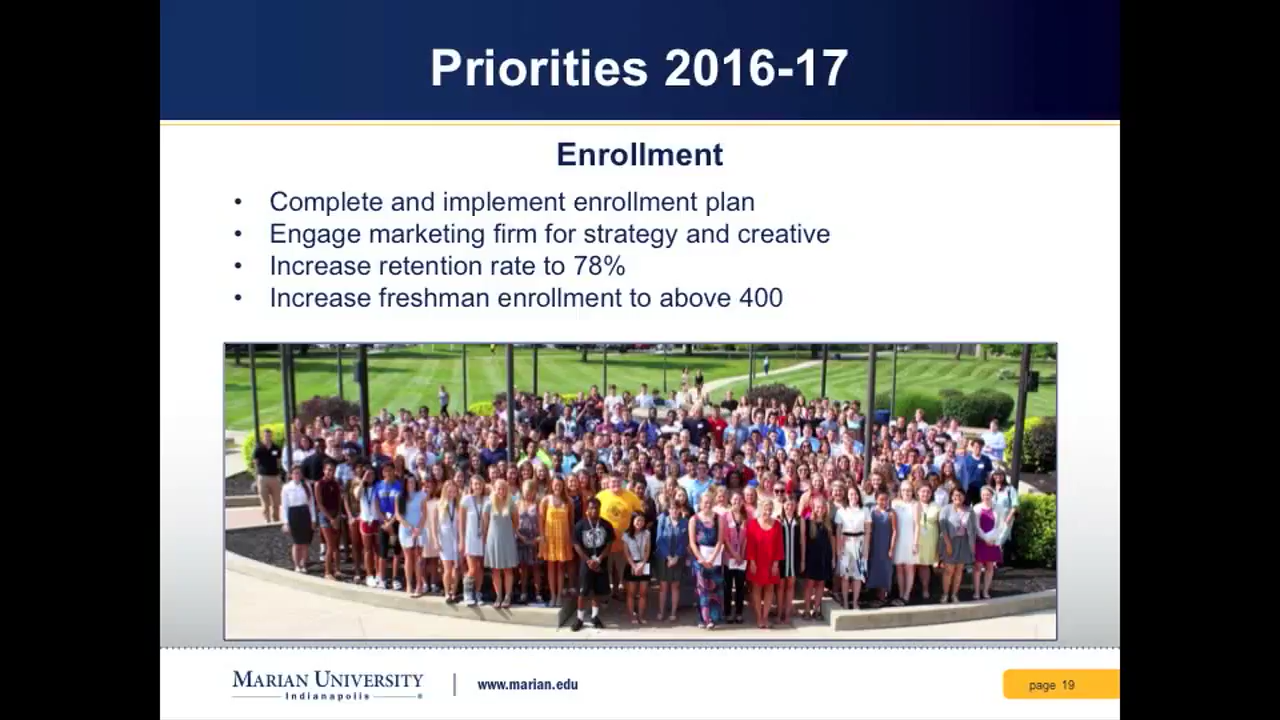 Priorities 2016-17
Enrollment
• Complete and implement enrollment plan
• Engage marketing firm for strategy and creative
• Increase retention rate to 78%
• Increase freshman enrollment to above 400
MARIAN UNIVERSITY
Indianapolis ®
www.marian.edu
page 19